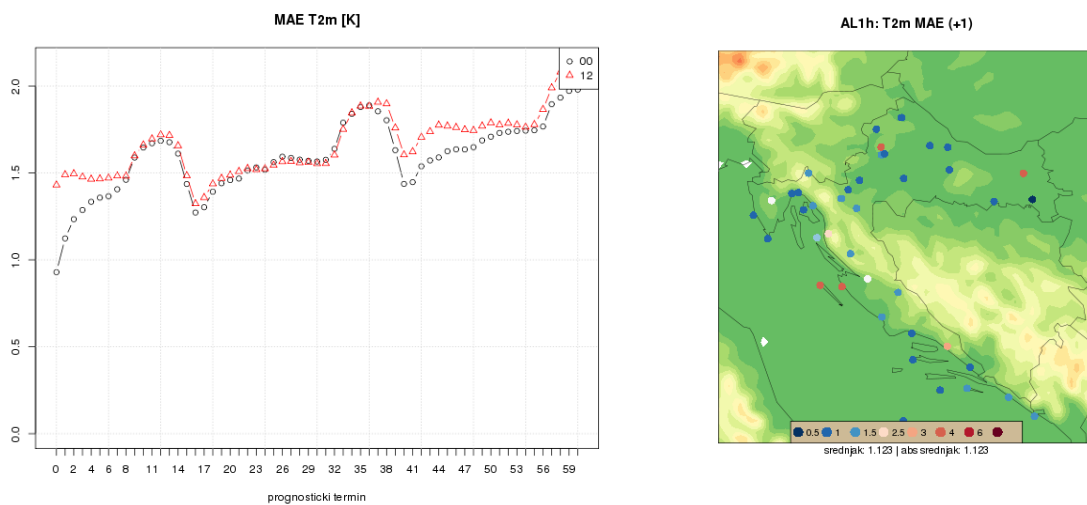 MAE T2m [K]
2.0
1.5
1.0
0.5
0.0
00
12
0 2 4 6 8 11 14 17 20 23 26 29 32 35 38 41 44 47 50 53 56 59
prognosticki termin
AL1h: T2m MAE (+1)
0.5 1 1.5 2.5 3 4 6
srednjak: 1.123 | abs srednjak: 1.123